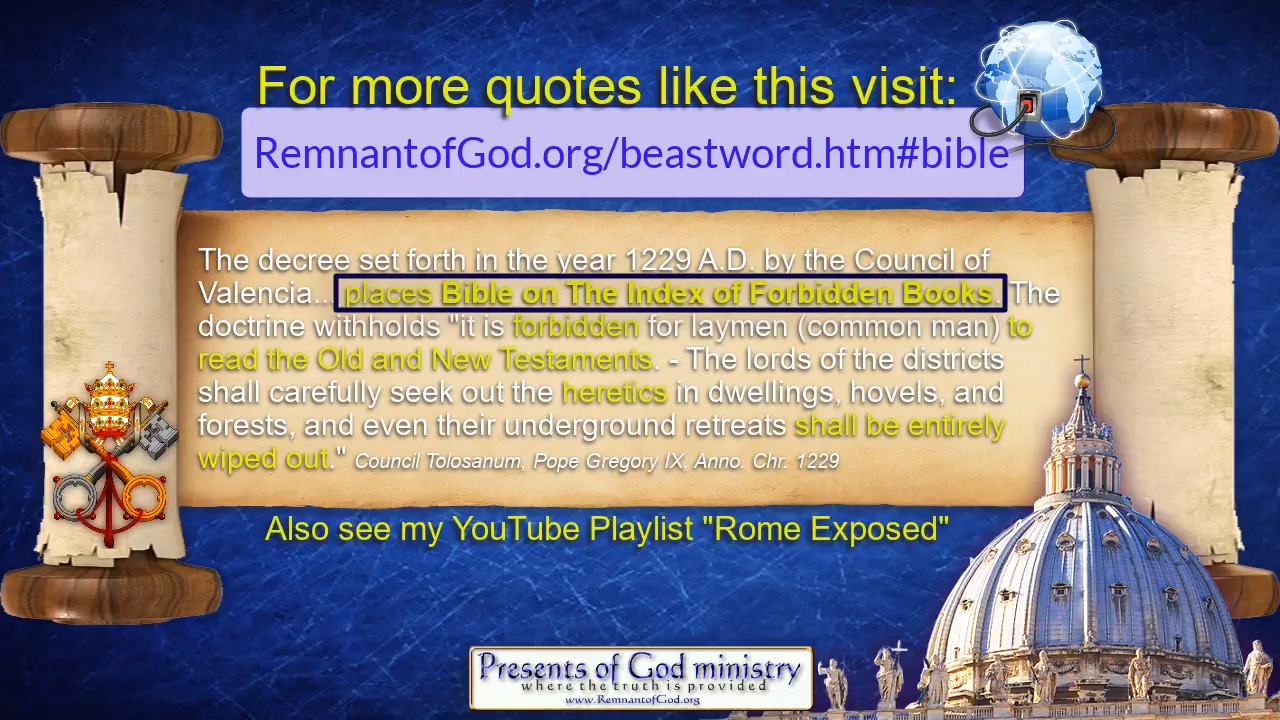 For more quotes like this visit:
RemnantofGod.org/beastword.htm#bible
The decree set forth in the year 1229 A.D. by the Council of
Valencia... places Bible on The Index of Forbidden Books. The
doctrine withholds "it is forbidden for laymen (common man) to
read the Old and New Testaments. - The lords of the districts
shall carefully seek out the heretics in dwellings, hovels, and
forests, and even their underground retreats shall be entirely
wiped out." Council Tolosanum, Pope Gregory IX, Anno. Chr. 1229
Also see my YouTube Playlist "Rome Exposed"
Presents of God ministry
where the truth is provided
www.RemnantofGod.org